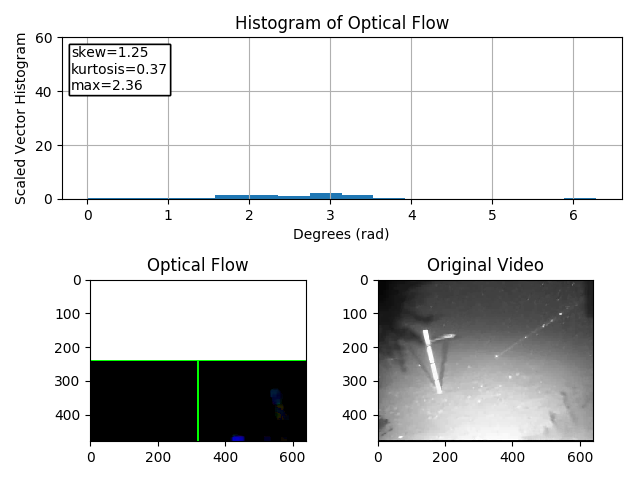 Histogram of Optical Flow
Scaled Vector Histogram
60
40
20
0
skew=1.25
kurtosis=0.37
max=2.36
0 1 2 3 4 5 6
Degrees (rad)
Optical Flow
0
100
200
300
400
0 200 400 600
Original Video
0
100
200
300
400
0 200 400 600